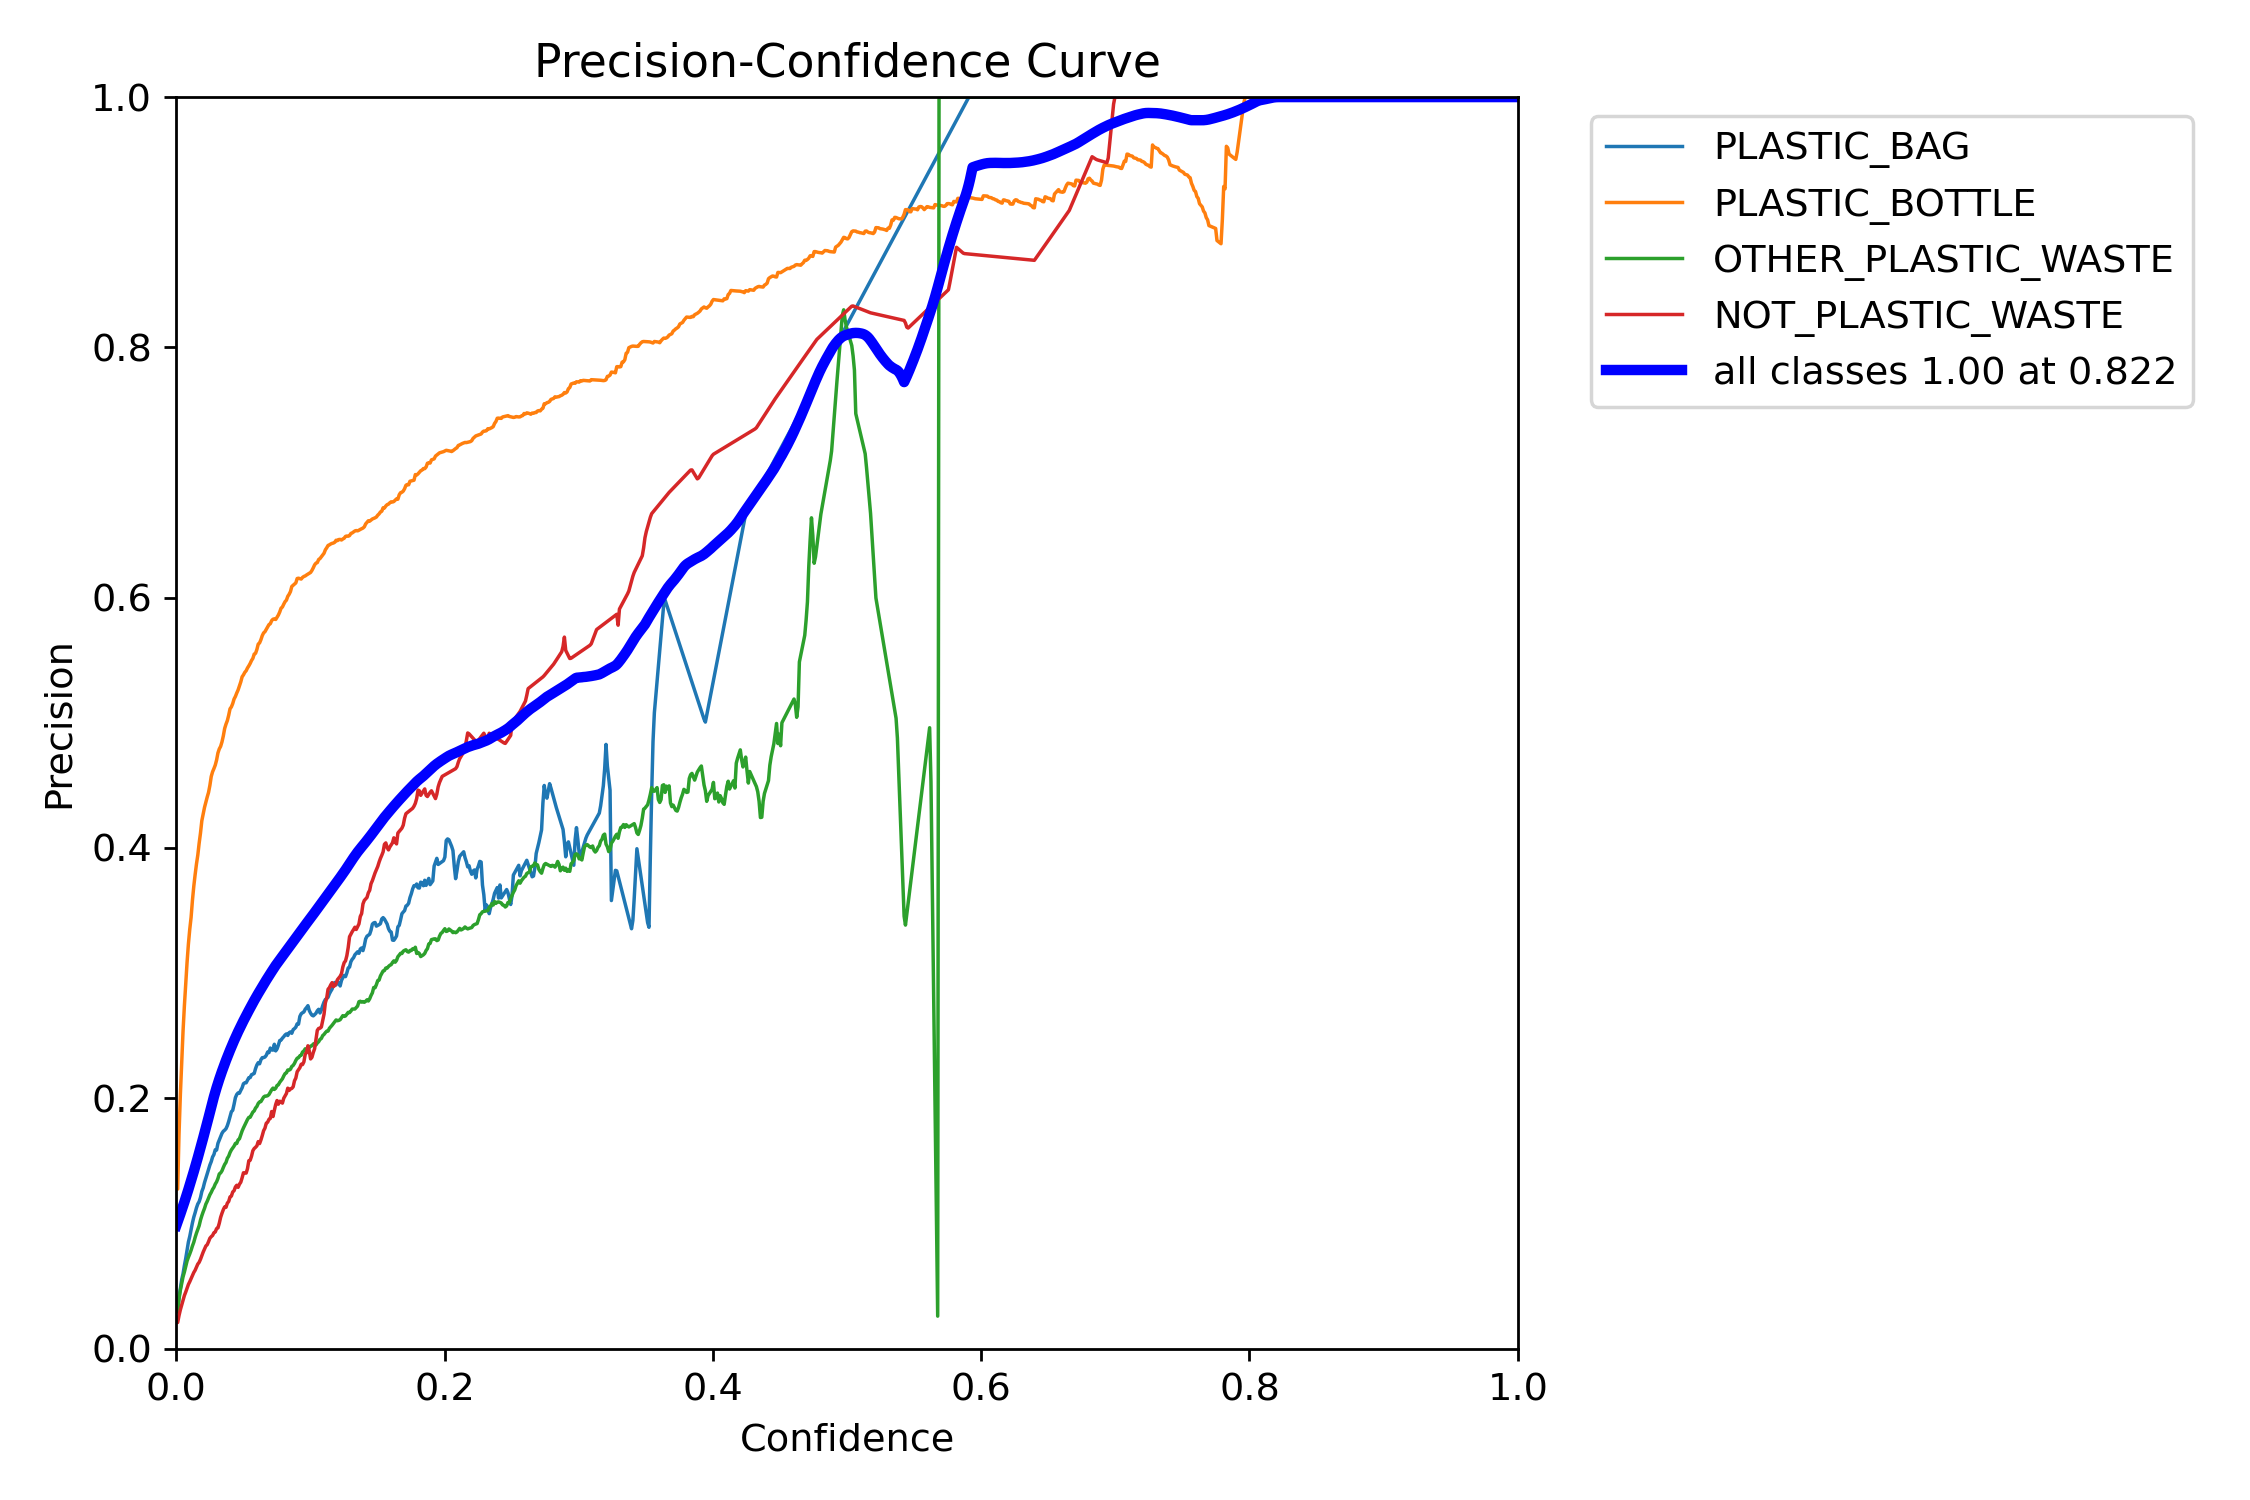 Precision-Confidence Curve
1.0
0.8
0.6
0.4
0.2
0.0
Precision
0.0 0.2 0.4 0.6 0.8 1.0
Confidence
PLASTIC_BAG
PLASTIC_BOTTLE
OTHER_PLASTIC_WASTE
NOT_PLASTIC_WASTE
all classes 1.00 at 0.822